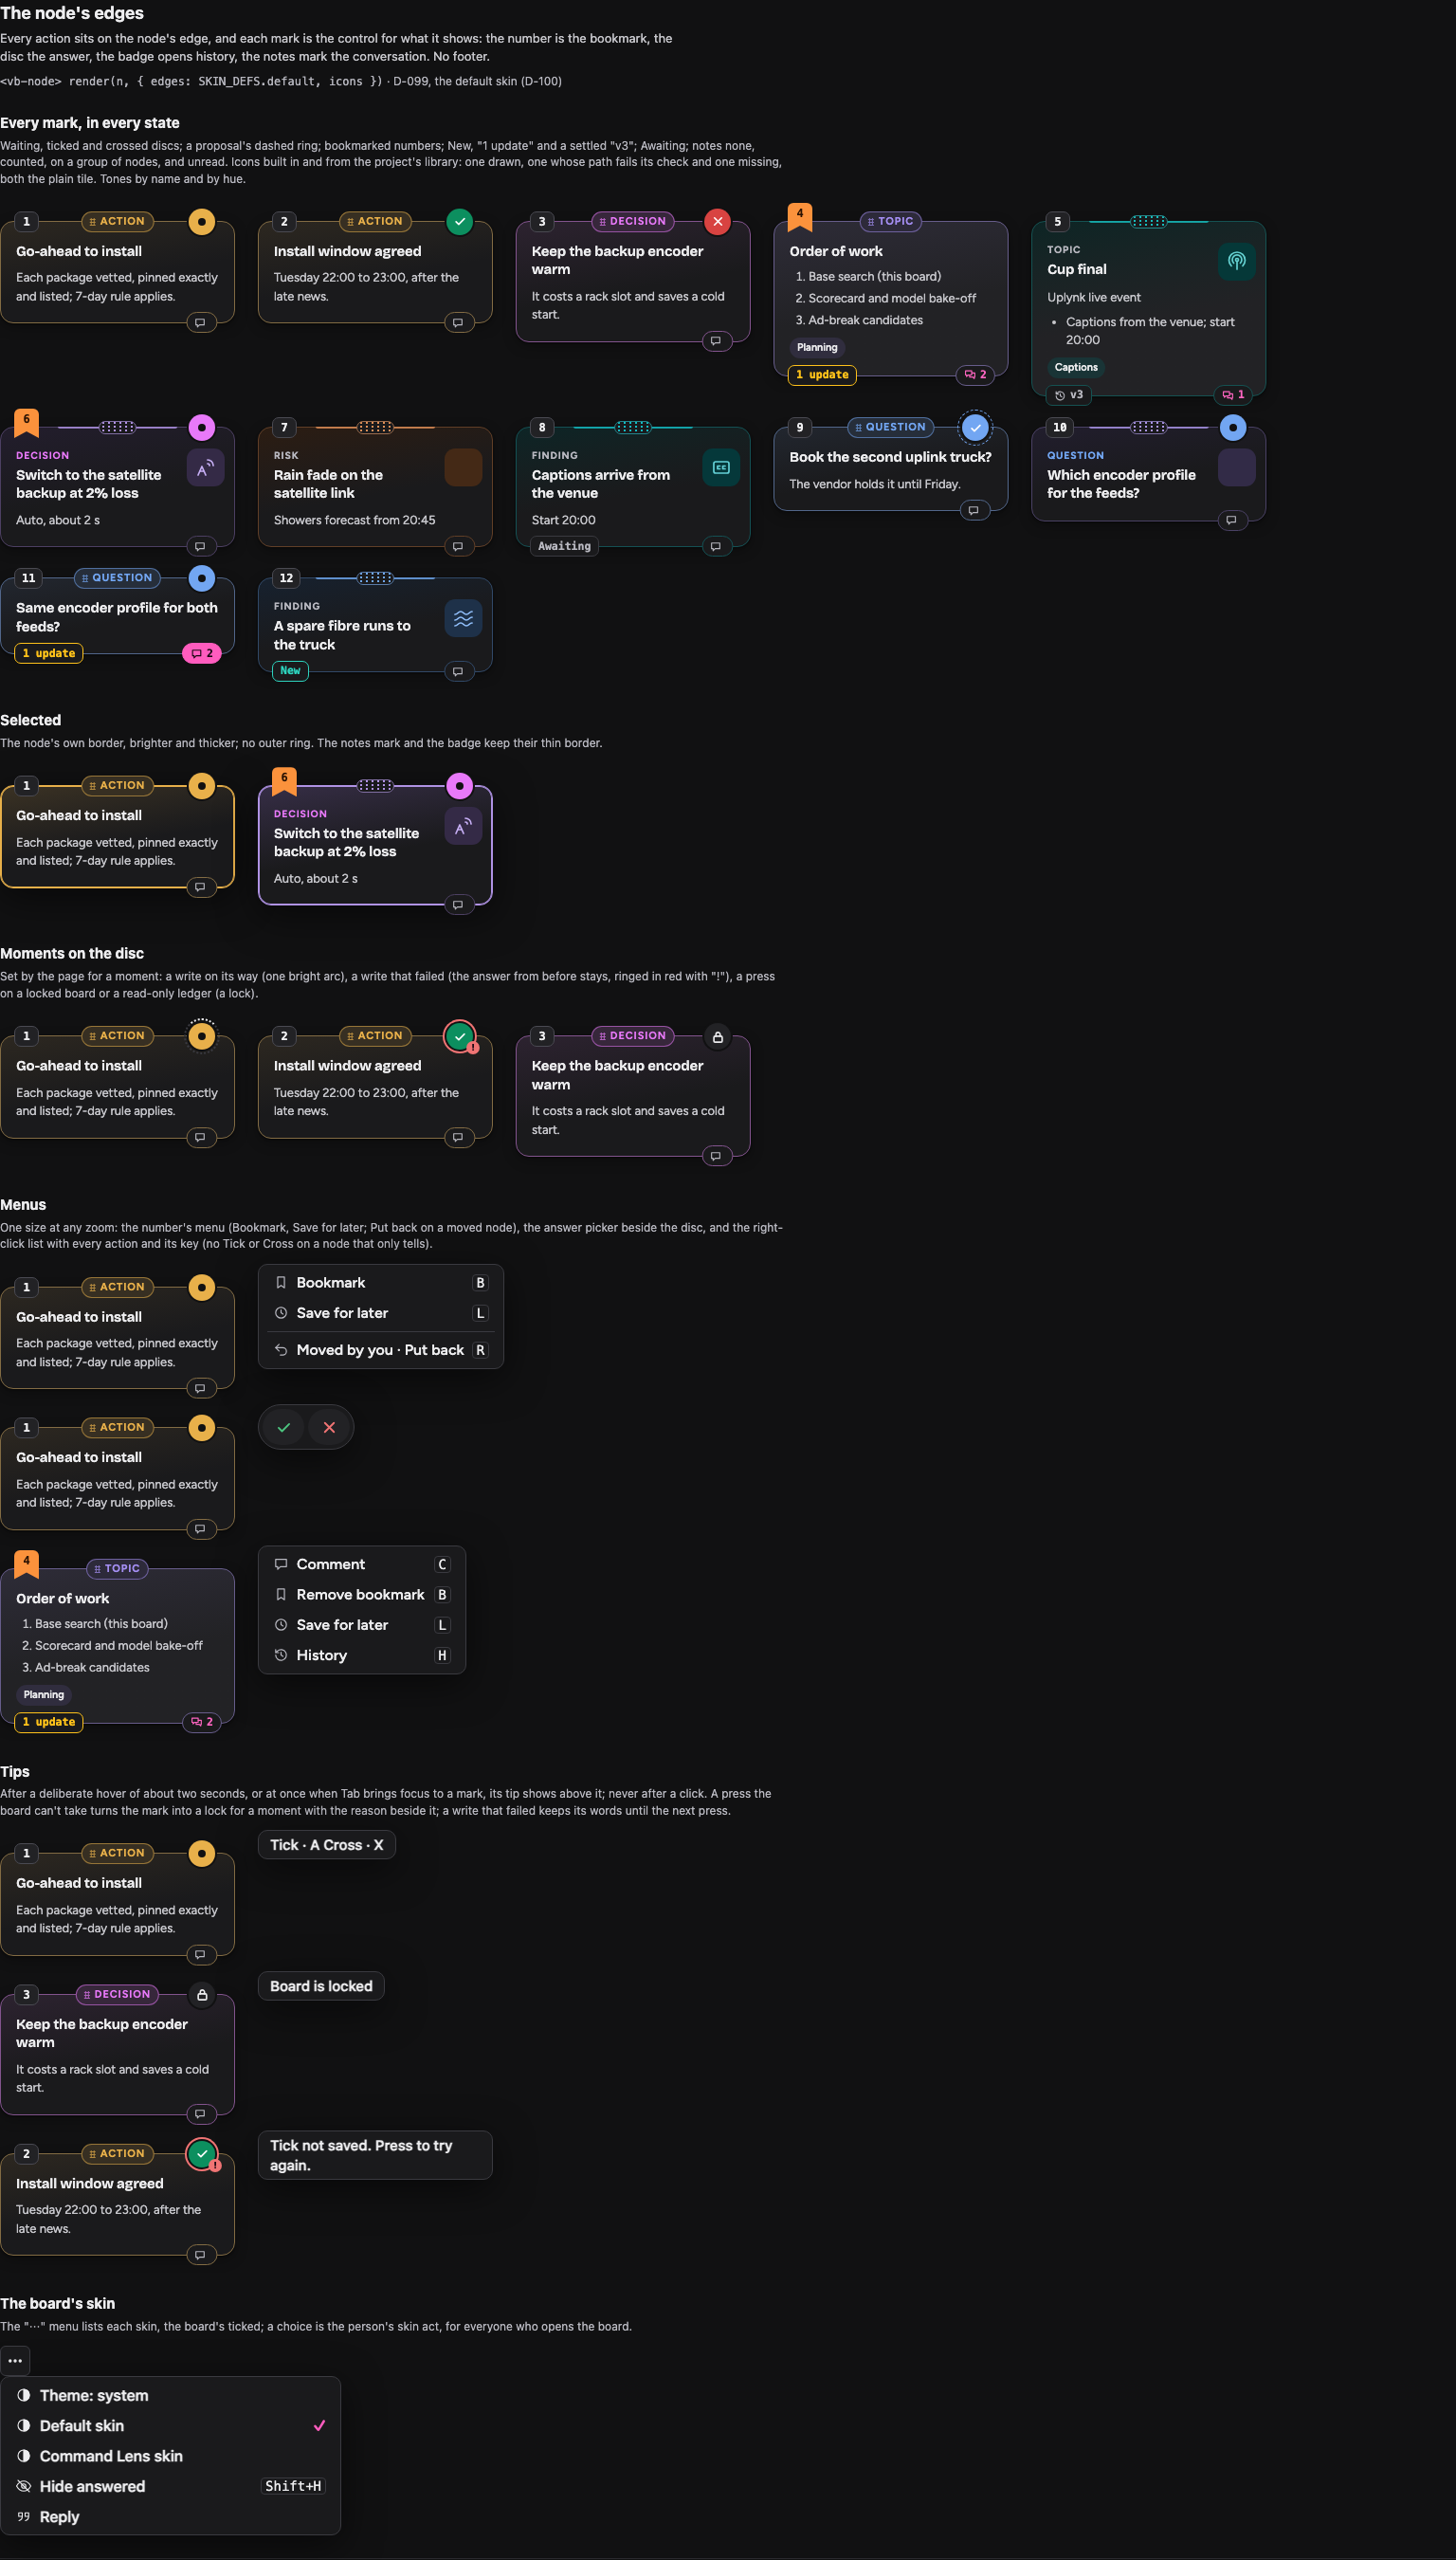 The node's edges
Every action sits on the node's edge, and each mark is the control for what it shows: the number is the bookmark, the
disc the answer, the badge opens history, the notes mark the conversation. No footer.
<vb-node> render(n, { edges: SKIN_DEFS.default, icons }) · D-099, the default skin (D-100)
Every mark, in every state
Waiting, ticked and crossed discs; a proposal's dashed ring; bookmarked numbers; New, "1 update" and a settled "v3"; Awaiting; notes none,
counted, on a group of nodes, and unread. Icons built in and from the project's library: one drawn, one whose path fails its check and one missing,
both the plain tile. Tones by name and by hue.
1
ACTION
Go-ahead to install
Each package vetted, pinned exactly
and listed; 7-day rule applies.
2
ACTION
Install window agreed
Tuesday 22:00 to 23:00, after the
late news.
3
DECISION
Keep the backup encoder
warm
It costs a rack slot and saves a cold
start.
4
TOPIC
Order of work
1. Base search (this board)
2. Scorecard and model bake-off
3. Ad-break candidates
Planning
1 update
2
5
TOPIC
Cup final
Uplynk live event
• Captions from the venue; start
20:00
Captions
v3
1
6
DECISION
Switch to the satellite
backup at 2% loss
Auto, about 2 s
7
RISK
Rain fade on the
satellite link
Showers forecast from 20:45
8
FINDING
Captions arrive from
the venue
CC
Start 20:00
Awaiting
9
QUESTION
Book the second uplink truck?
The vendor holds it until Friday.
10
QUESTION
Which encoder profile
for the feeds?
11
QUESTION
Same encoder profile for both
feeds?
1 update
2
12
FINDING
A spare fibre runs to
the truck
New
Selected
The node's own border, brighter and thicker; no outer ring. The notes mark and the badge keep their thin border.
1
ACTION
Go-ahead to install
Each package vetted, pinned exactly
and listed; 7-day rule applies.
6
DECISION
Switch to the satellite
backup at 2% loss
Auto, about 2 s
Moments on the disc
Set by the page for a moment: a write on its way (one bright arc), a write that failed (the answer from before stays, ringed in red with "!"), a press
on a locked board or a read-only ledger (a lock).
1
ACTION
Go-ahead to install
Each package vetted, pinned exactly
and listed; 7-day rule applies.
2
ACTION
!
Install window agreed
Tuesday 22:00 to 23:00, after the
late news.
3
DECISION
Keep the backup encoder
warm
It costs a rack slot and saves a cold
start.
Menus
One size at any zoom: the number's menu (Bookmark, Save for later; Put back on a moved node), the answer picker beside the disc, and the right-
click list with every action and its key (no Tick or Cross on a node that only tells).
1
ACTION
Go-ahead to install
Each package vetted, pinned exactly
and listed; 7-day rule applies.
Bookmark B
Save for later L
Moved by you · Put back R
1
ACTION
Go-ahead to install
Each package vetted, pinned exactly
and listed; 7-day rule applies.
4
TOPIC
Order of work
1. Base search (this board)
2. Scorecard and model bake-off
3. Ad-break candidates
Planning
1 update
2
Comment C
Remove bookmark B
Save for later L
History H
Tips
After a deliberate hover of about two seconds, or at once when Tab brings focus to a mark, its tip shows above it; never after a click. A press the
board can't take turns the mark into a lock for a moment with the reason beside it; a write that failed keeps its words until the next press.
1
ACTION
Go-ahead to install
Each package vetted, pinned exactly
and listed; 7-day rule applies.
Tick · A Cross · X
3
DECISION
Keep the backup encoder
warm
It costs a rack slot and saves a cold
start.
Board is locked
2
ACTION
!
Install window agreed
Tuesday 22:00 to 23:00, after the
late news.
Tick not saved. Press to try
again.
The board's skin
The "···" menu lists each skin, the board's ticked; a choice is the person's skin act, for everyone who opens the board.
Theme: system
Default skin
Command Lens skin
Hide answered Shift+H
Reply